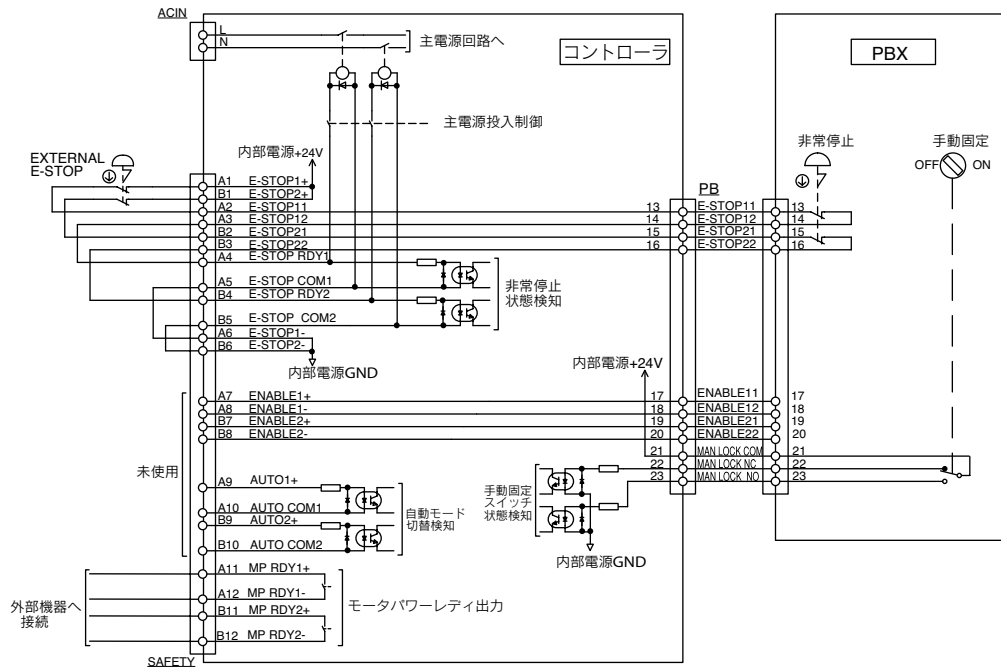 ACIN
L
N
主電源回路へ
コントローラ
PBX
主電源投入制御
内部電源+24V
EXTERNAL
E-STOP
非常停止
手動固定
OFF
ON
A1 E-STOP1+
B1 E-STOP2+
A2 E-STOP11
A3 E-STOP12
B2 E-STOP21
B3 E-STOP22
A4 E-STOP RDY1
A5 E-STOP COM1
B4 E-STOP RDY2
B5 E-STOP COM2
A6 E-STOP1-
B6 E-STOP2-
内部電源GND
非常停止
状態検知
PB
13 E-STOP11 13
14 E-STOP12 14
15 E-STOP21 15
16 E-STOP22 16
内部電源+24V
A7 ENABLE1+
A8 ENABLE1-
B7 ENABLE2+
B8 ENABLE2-
17 ENABLE11 17
18 ENABLE12 18
19 ENABLE21 19
20 ENABLE22 20
21 MAN LOCK COM 21
22 MAN LOCK NC 22
23 MAN LOCK NO 23
未使用
A9 AUTO1+
A10 AUTO COM1
B9 AUTO2+
B10 AUTO COM2
自動モード
切替検知
手動固定
スイッチ
状態検知
内部電源GND
A11 MP RDY1+
A12 MP RDY1-
B11 MP RDY2+
B12 MP RDY2-
モータパワーレディ出力
外部機器へ
接続
SAFETY